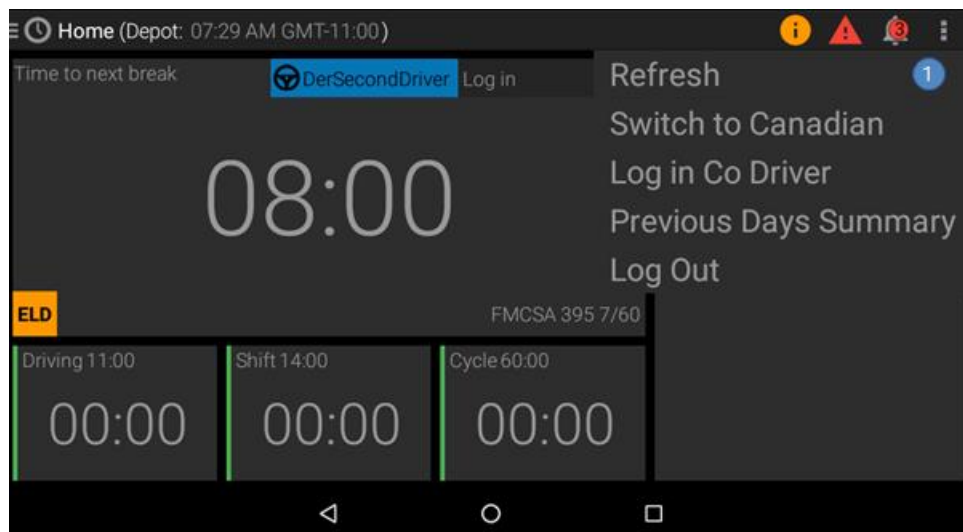 Home (Depot: 07:29 AM GMT-11:00)
i
3
Time to next break
DerSecondDriver
Log in
08:00
ELD
FMCSA 395 7/60
Driving 11:00
00:00
Shift 14:00
00:00
Cycle 60:00
00:00
Refresh
1
Switch to Canadian
Log in Co Driver
Previous Days Summary
Log Out